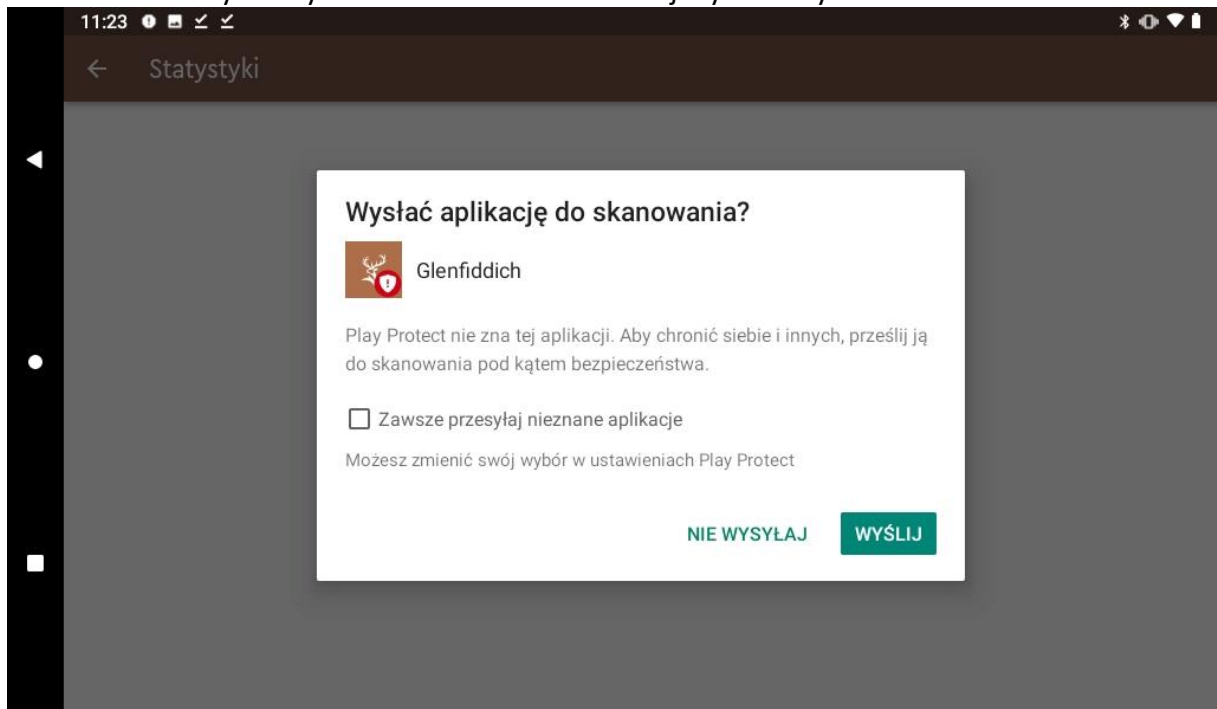 11:23
Statystyki
Wysłać aplikację do skanowania?
Glenfiddich
Play Protect nie zna tej aplikacji. Aby chronić siebie i innych, prześlij ją
do skanowania pod kątem bezpieczeństwa.
Zawsze przesyłaj nieznane aplikacje
Możesz zmienić swój wybór w ustawieniach Play Protect
NIE WYSYŁAJ WYŚLIJ